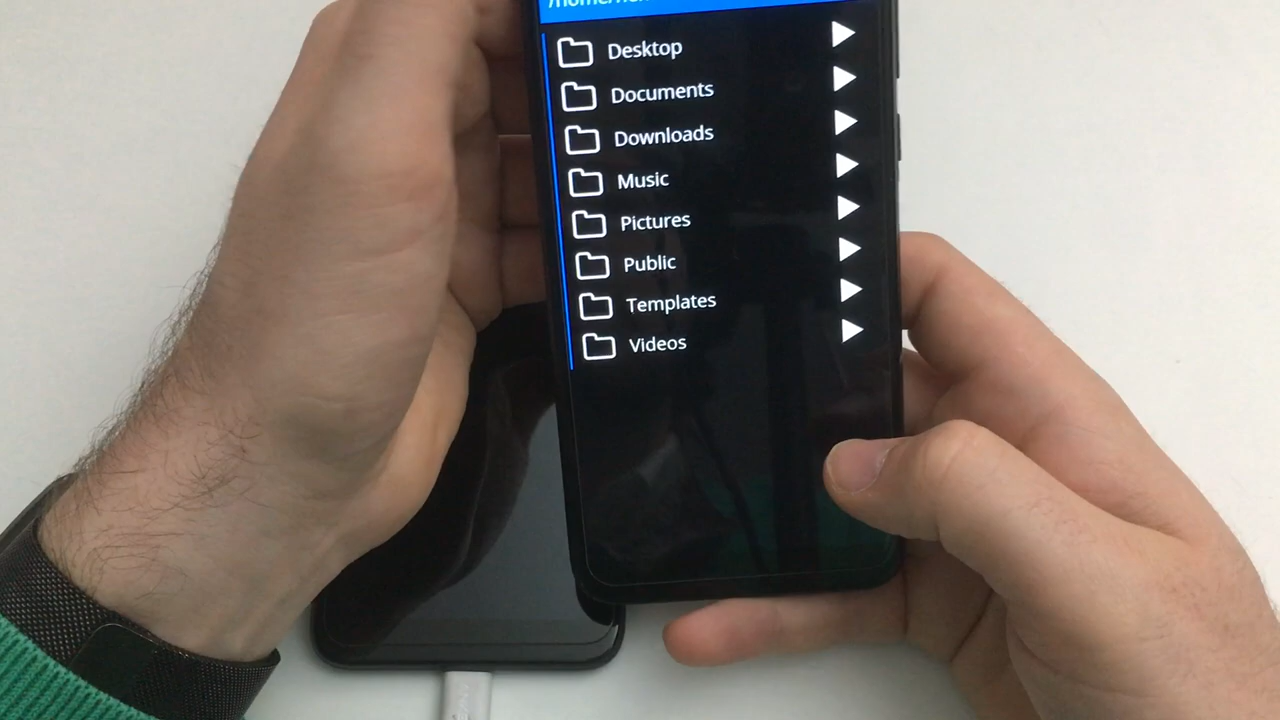 Desktop
Documents
Downloads
Music
Pictures
Public
Templates
Videos